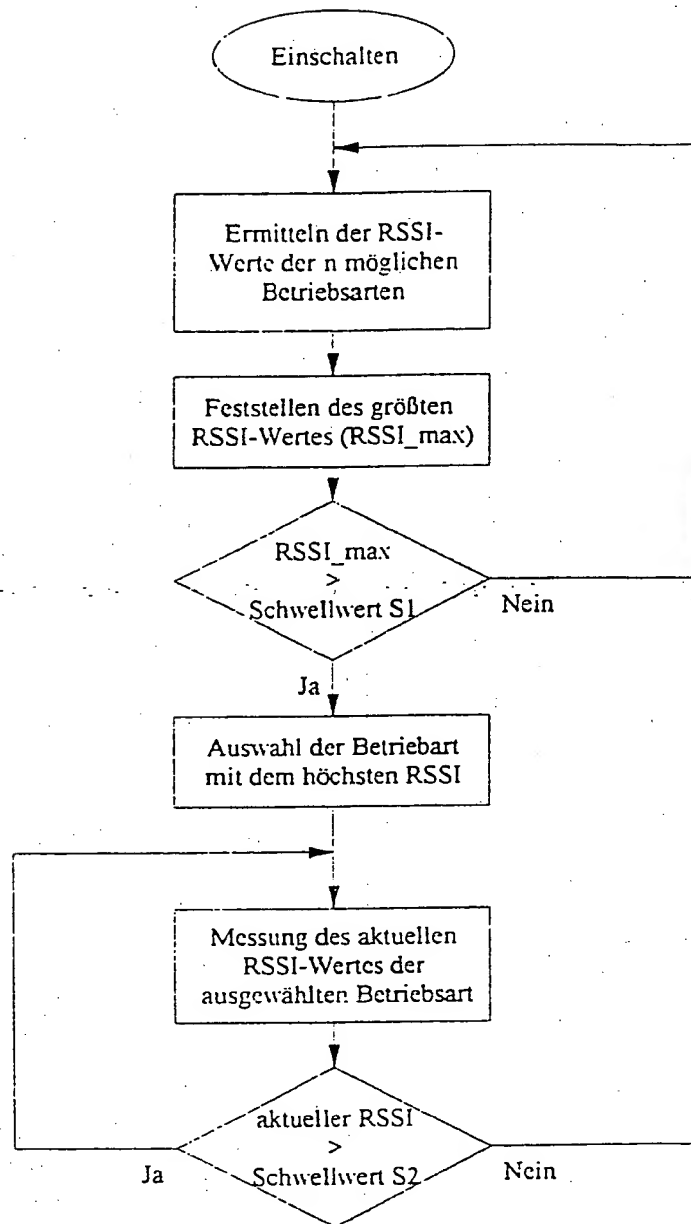 Einschalten
Ermitteln der RSSI-
Werte der n möglichen
Betriebsarten
Feststellen des größten
RSSI-Wertes (RSSI_max)
RSSI_max
>
Schwellwert S1
Nein
Ja
Auswahl der Betriebart
mit dem höchsten RSSI
Messung des aktuellen
RSSI-Wertes der
ausgewählten Betriebsart
aktueller RSSI
>
Schwellwert S2
Ja
Nein